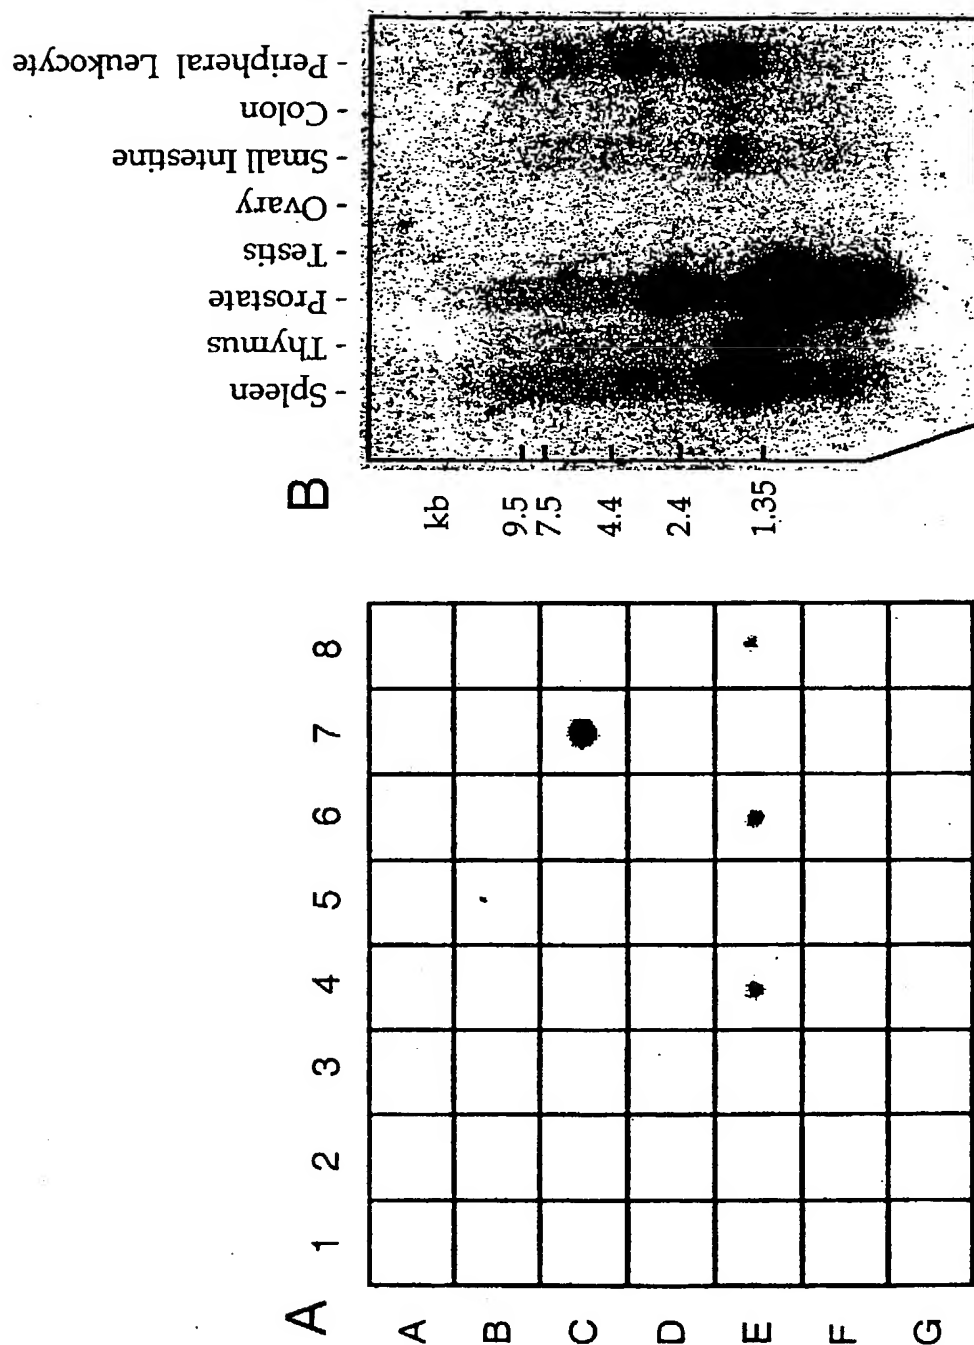 A
1 2 3 4 5 6 7 8
A
B
C
D
E
F
G
B
Spleen -
Thymus -
Prostate -
Testis -
Ovary -
Small Intestine -
Colon -
Peripheral Leukocyte -
kb
9.5
7.5
4.4
2.4
1.35